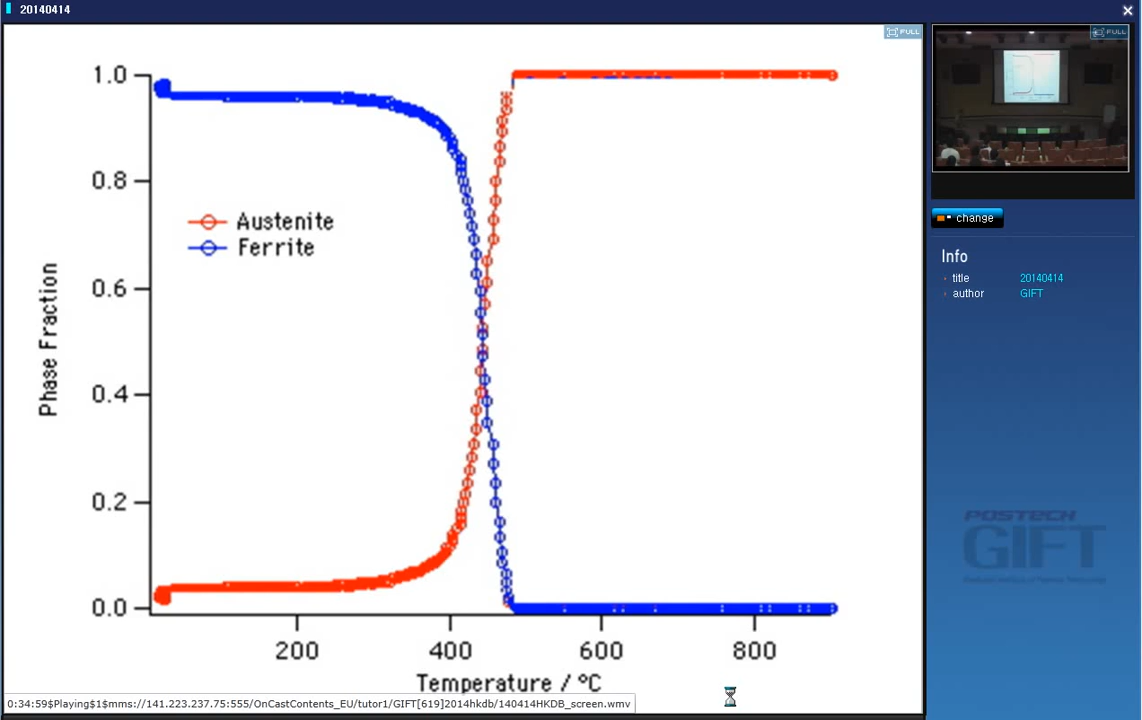 20140414
FULL
FULL
1.0
0.8
0.6
0.4
0.2
0.0
Phase Fraction
Austenite
Ferrite
200
400
600
800
Temperature / °C
0:34:59$Playing$1$mms://141.223.237.75:555/OnCastContents_EU/tutor1/GIFT[619]2014hkdb/140414HKDB_screen.wmv
change
Info
title 20140414
author GIFT
POSTECH
GIFT